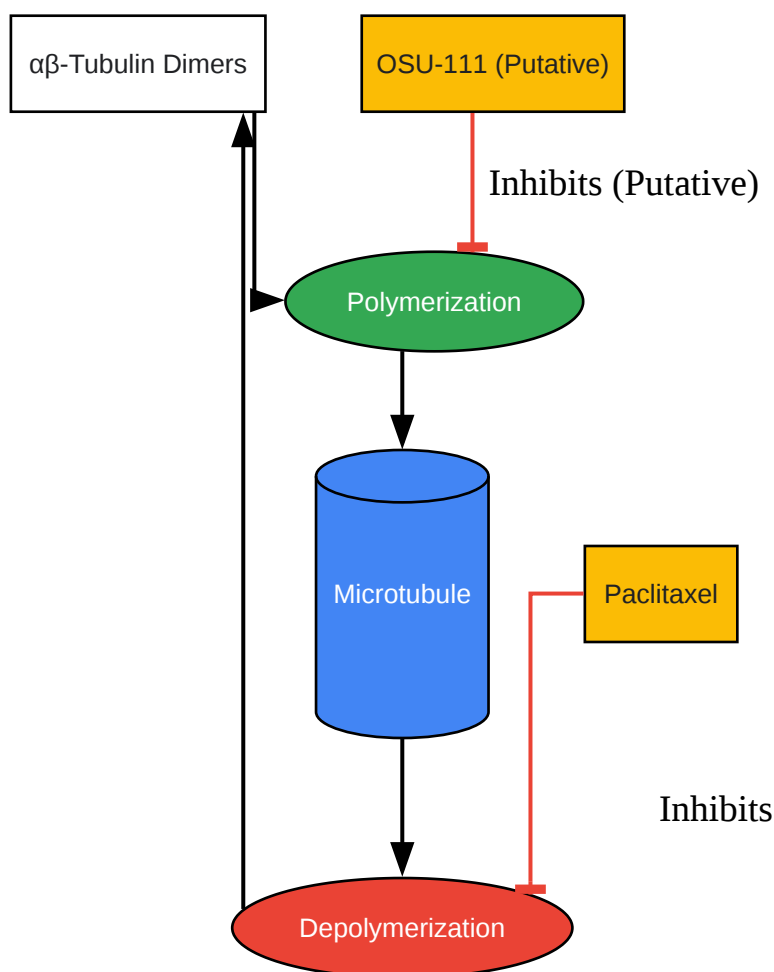 αβ-Tubulin Dimers
OSU-111 (Putative)
Inhibits (Putative)
Polymerization
Microtubule
Paclitaxel
Inhibits
Depolymerization